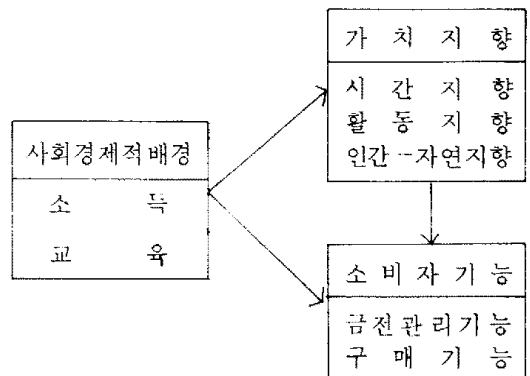 사회경제적배경
소 득
교 육
가 치 지 향
시 간 지 향
활 동 지 향
인간-자연지향
소 비 자 기 능
금전관리기능
구 매 기 능